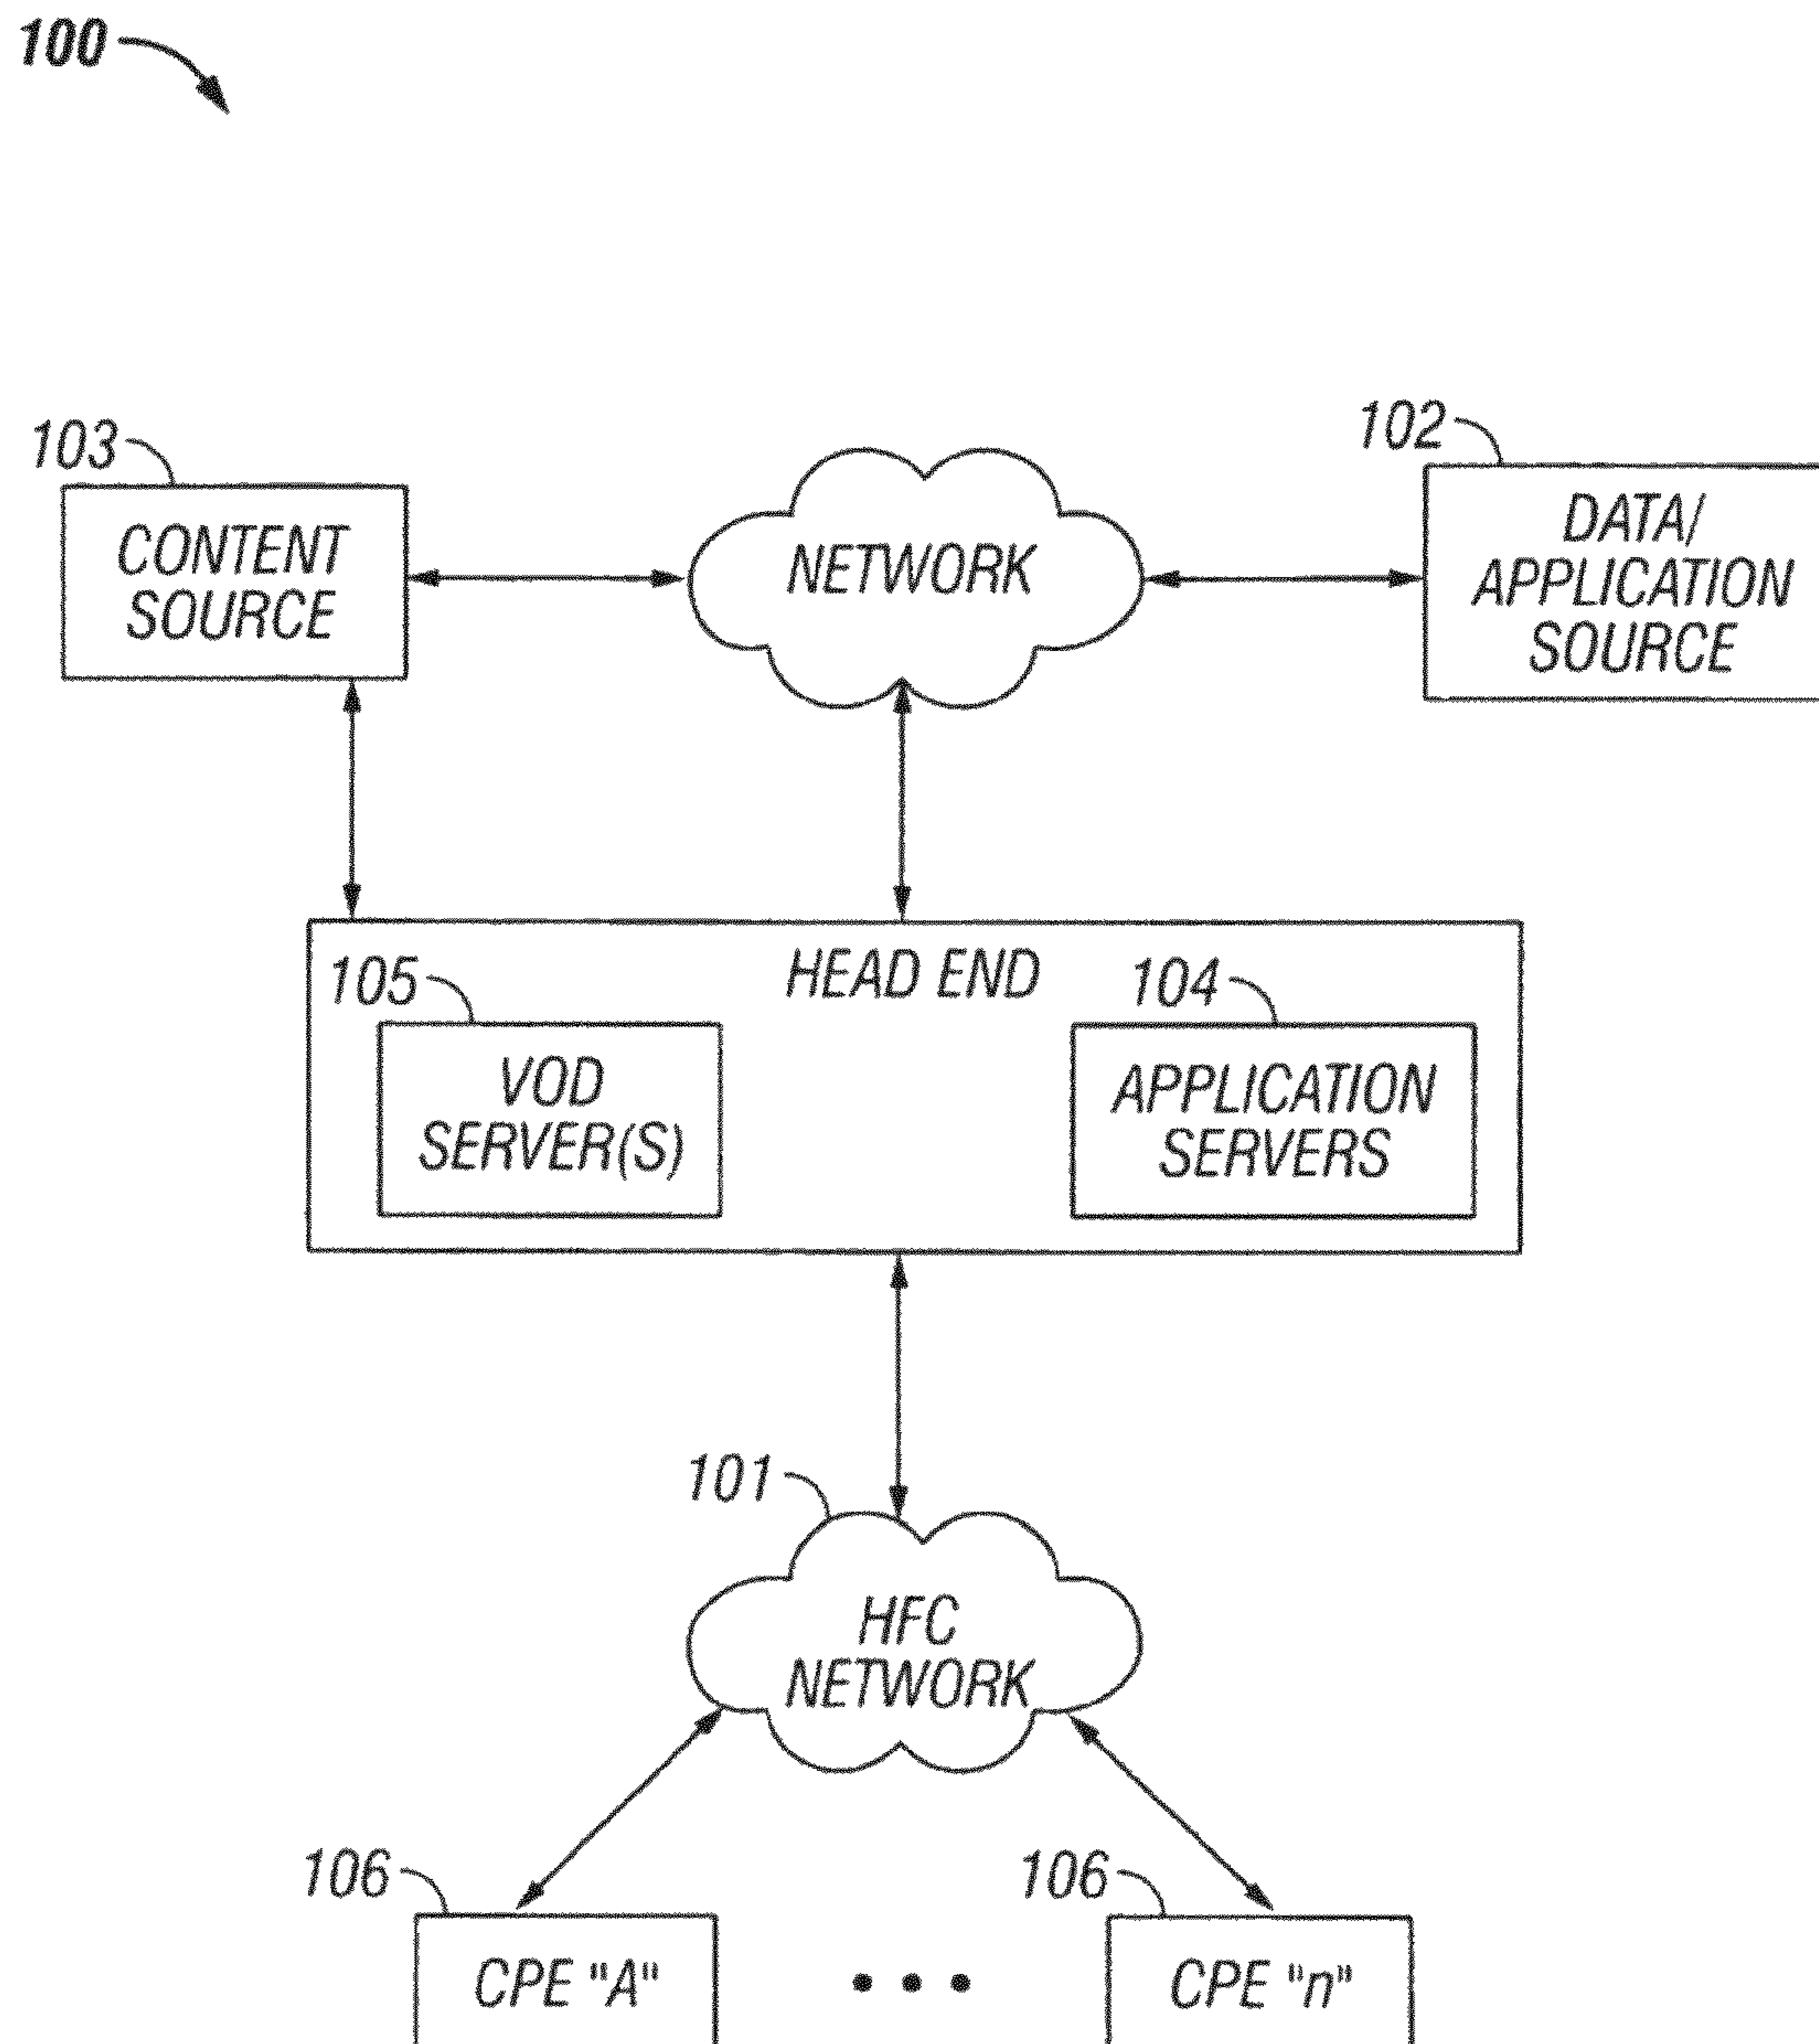 100
103
102
CONTENT
SOURCE
NETWORK
DATA/
APPLICATION
SOURCE
HEAD END
105
104
VOD
SERVER(S)
APPLICATION
SERVERS
101
HFC
NETWORK
106
106
CPE "A"
• • •
CPE "n"